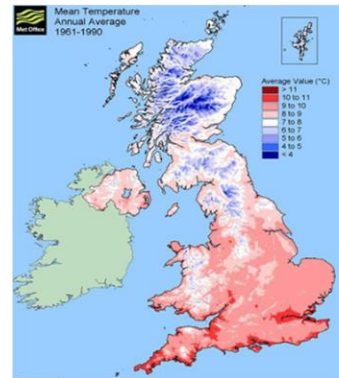 Met Office
Mean Temperature
Annual Average
1961-1990
Average Value (°C)
> 11
10 to 11
9 to 10
8 to 9
7 to 8
6 to 7
5 to 6
4 to 5
< 4